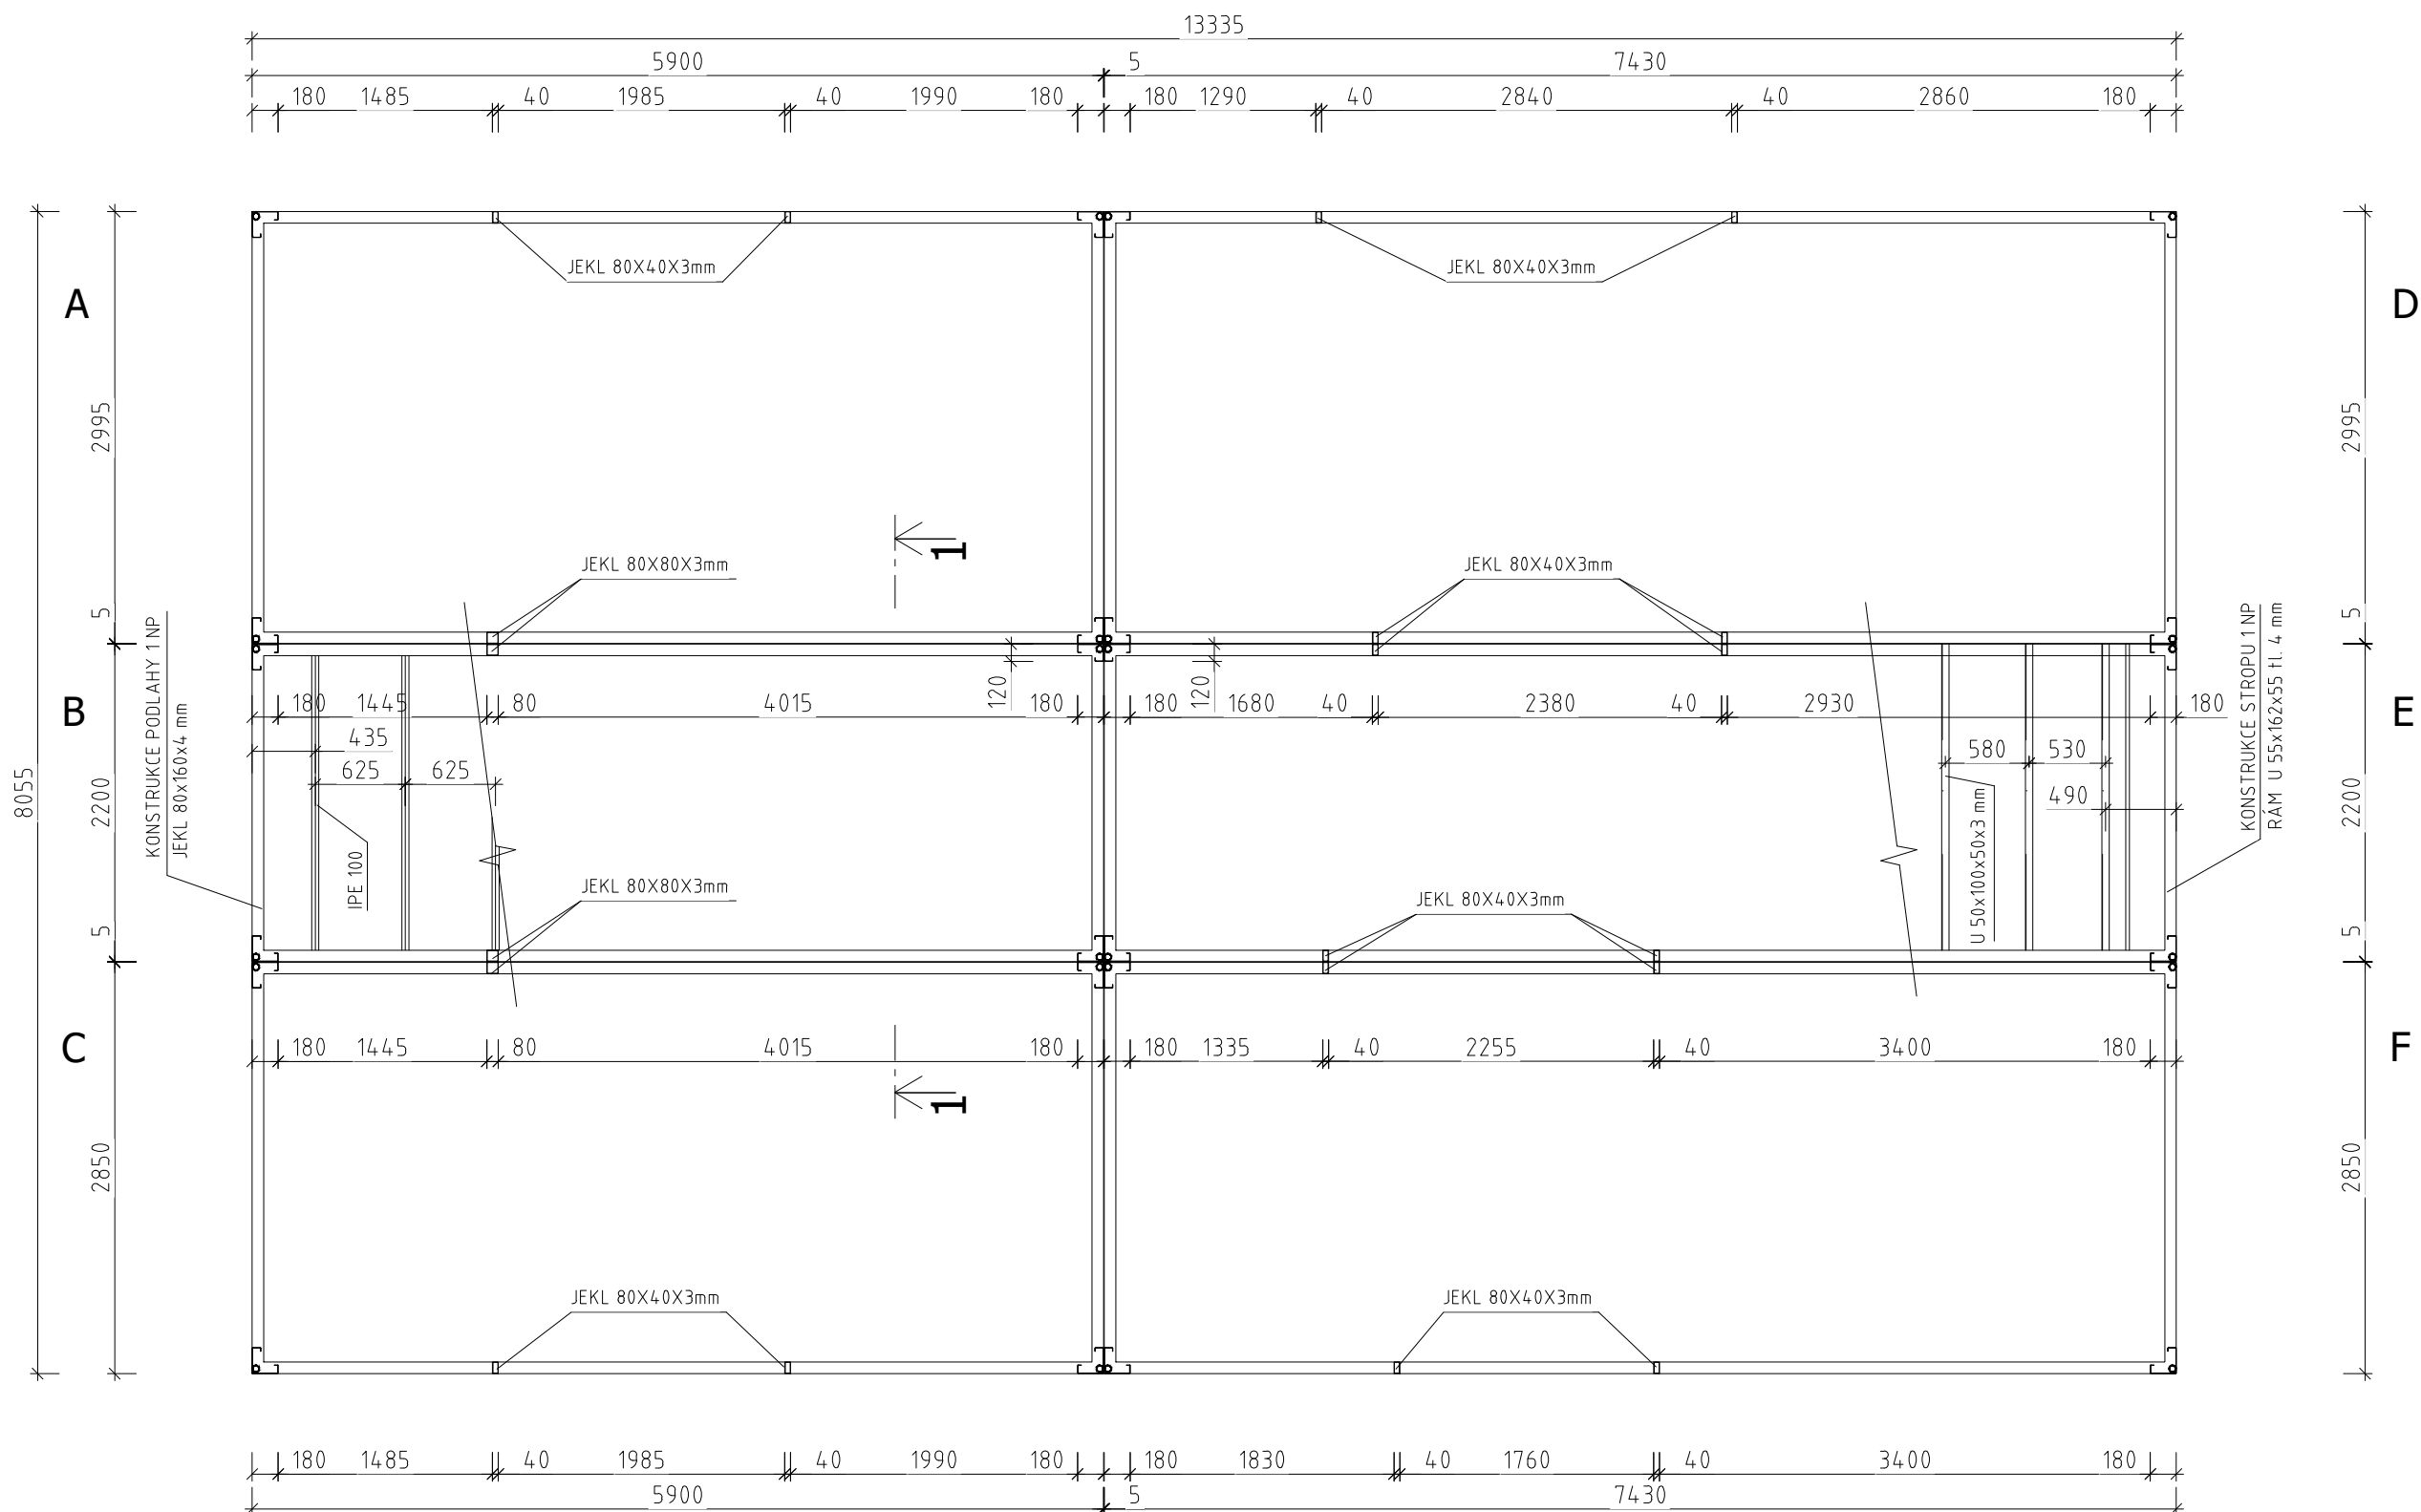 13335
5900 5 7430
180 1485 40 1985 40 1990 180 180 1290 40 2840 40 2860 180
JEKL 80X40X3mm JEKL 80X40X3mm
A D
2995 2995
1
JEKL 80X80X3mm JEKL 80X40X3mm
5 5
KONSTRUKCE PODLAHY 1 NP
JEKL 80x160x4 mm
KONSTRUKCE STROPU 1 NP
RÁM U 55x162x55 tl. 4 mm
120 120
B E
180 1445 80 4015 180 180 1680 40 2380 40 2930 180
435
625 625
580 530
490
8055
2200 2200
IPE 100
U 50x100x50x3 mm
JEKL 80X80X3mm JEKL 80X40X3mm
5 5
C F
180 1445 80 4015 180 180 1335 40 2255 40 3400 180
1
2850 2850
JEKL 80X40X3mm JEKL 80X40X3mm
180 1485 40 1985 40 1990 180 180 1830 40 1760 40 3400 180
5900 5 7430